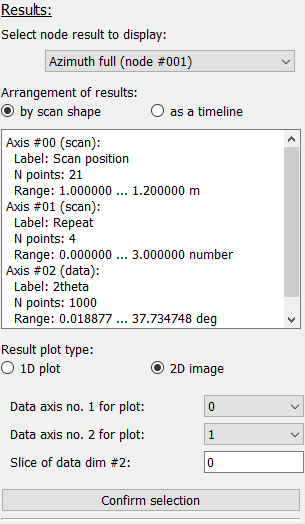 Results:
Select node result to display:
Azimuth full (node #001)
Arrangement of results:
by scan shape as a timeline
Axis #00 (scan):
Label: Scan position
N points: 21
Range: 1.000000 ... 1.200000 m
Axis #01 (scan):
Label: Repeat
N points: 4
Range: 0.000000 ... 3.000000 number
Axis #02 (data):
Label: 2theta
N points: 1000
Range: 0.018877 ... 37.734748 deg
Result plot type:
1D plot 2D image
Data axis no. 1 for plot: 0
Data axis no. 2 for plot: 1
Slice of data dim #2: 0
Confirm selection